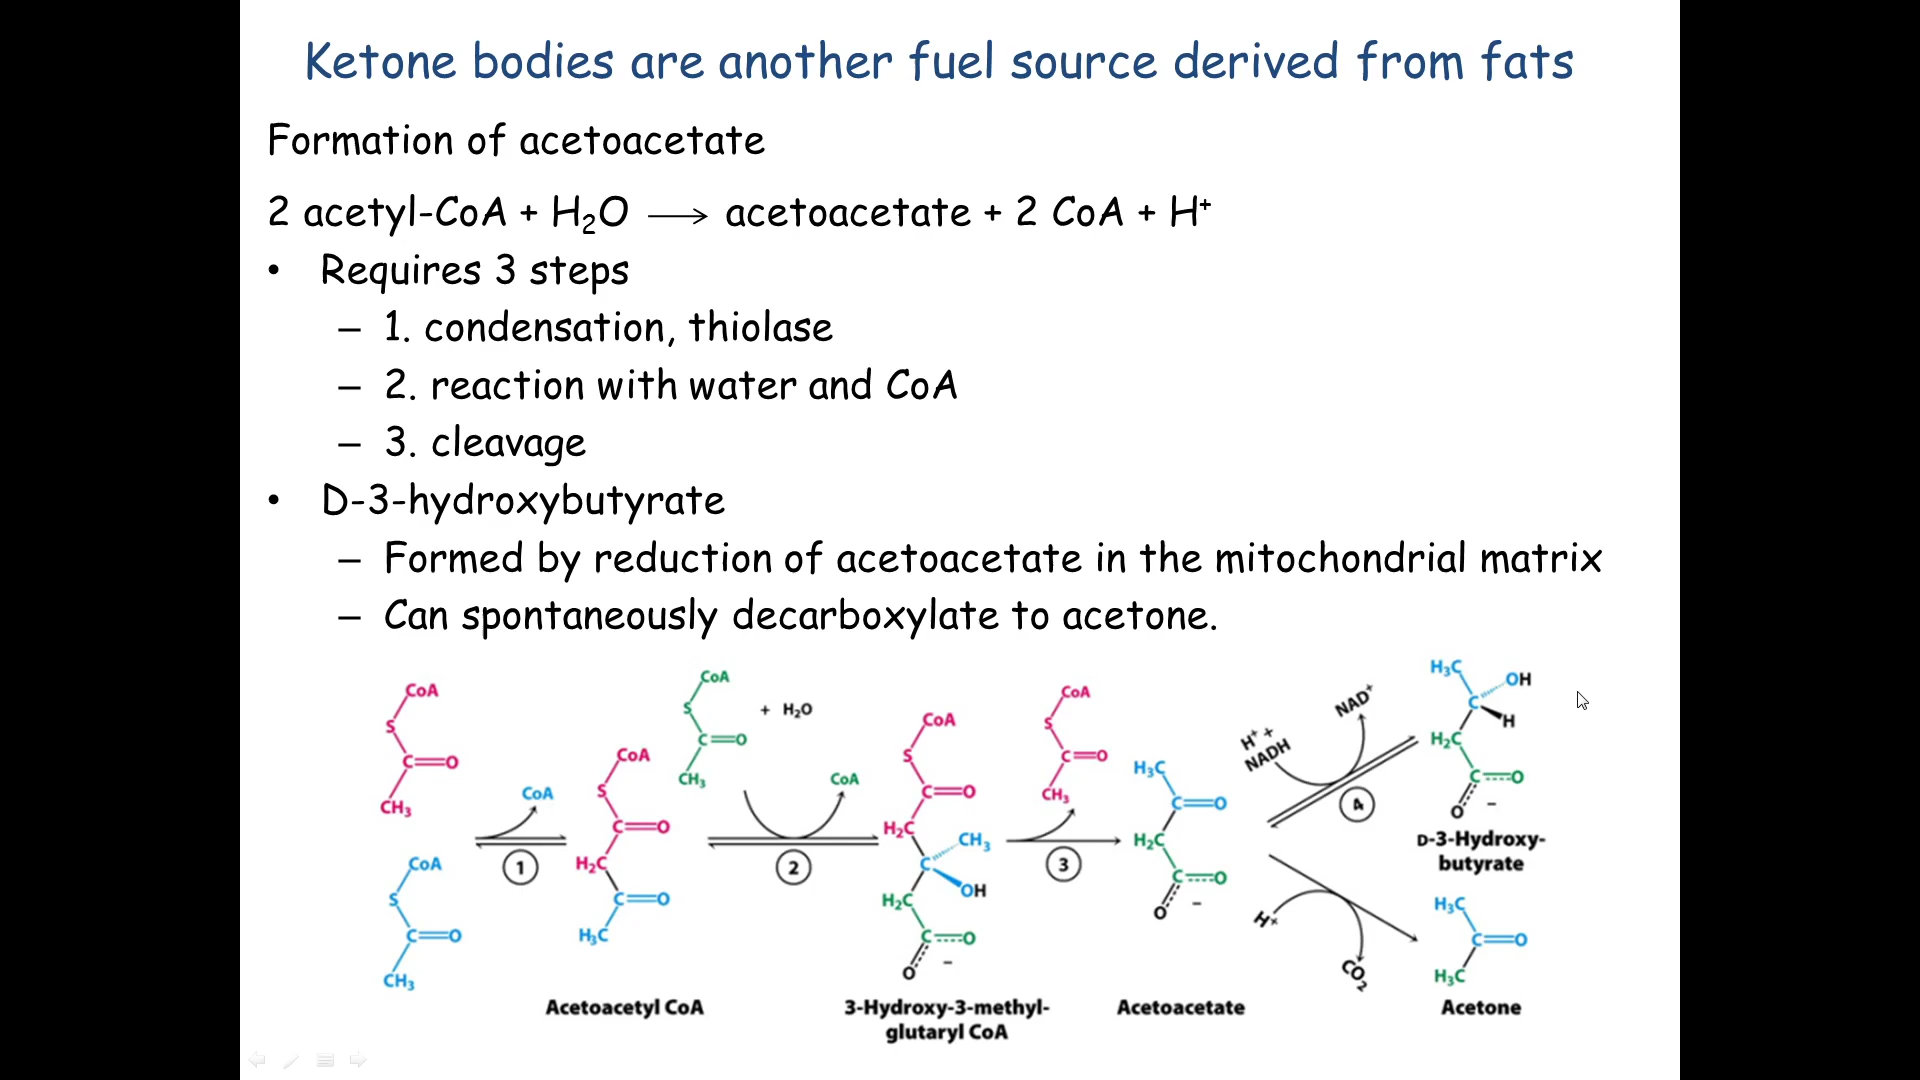 Ketone bodies are another fuel source derived from fats
Formation of acetoacetate
2 acetyl-CoA + H₂O ⟶ acetoacetate + 2 CoA + H⁺
• Requires 3 steps
– 1. condensation, thiolase
– 2. reaction with water and CoA
– 3. cleavage
• D-3-hydroxybutyrate
– Formed by reduction of acetoacetate in the mitochondrial matrix
– Can spontaneously decarboxylate to acetone.
CoA
S
C=O
CH₃
CoA
S
C=O
CH₃
CoA
1
CoA
S
C=O
H₂C
C=O
H₃C
Acetoacetyl CoA
CoA
S
C=O
CH₃
+ H₂O
CoA
2
CoA
S
C=O
H₂C
CH₃
C
OH
H₂C
C O
O −
3-Hydroxy-3-methyl-
glutaryl CoA
CoA
S
C=O
CH₃
3
H₃C
C=O
H₂C
C O
O −
Acetoacetate
H⁺ +
NADH
NAD⁺
4
H₃C
OH
C
H
H₂C
C O
O −
D-3-Hydroxy-
butyrate
H⁺
CO₂
H₃C
C=O
H₃C
Acetone